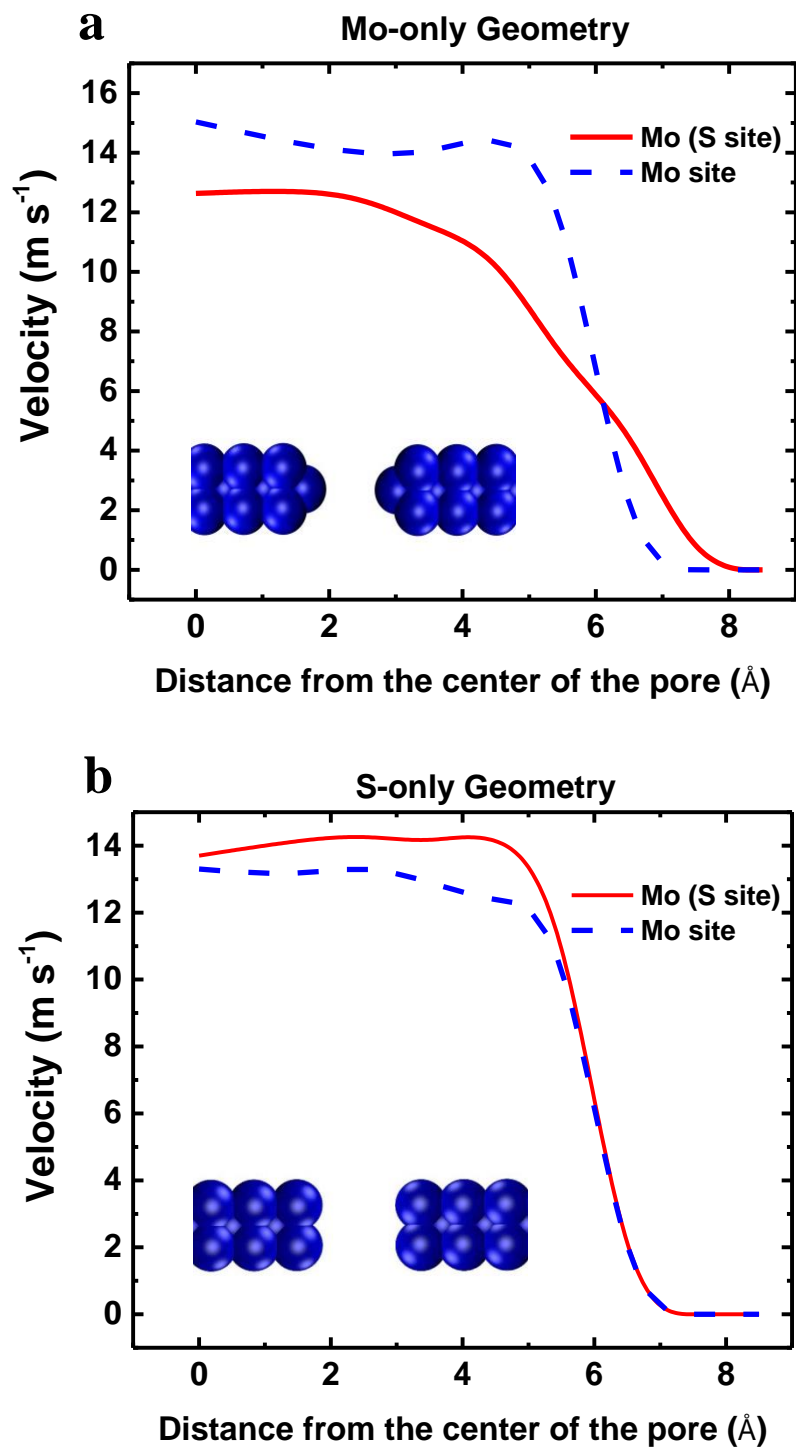 a
Mo-only Geometry
16
14
12
10
8
6
4
2
0
Velocity (m s⁻¹)
Mo (S site)
Mo site
0 2 4 6 8
Distance from the center of the pore (Å)
b
S-only Geometry
14
12
10
8
6
4
2
0
Velocity (m s⁻¹)
Mo (S site)
Mo site
0 2 4 6 8
Distance from the center of the pore (Å)